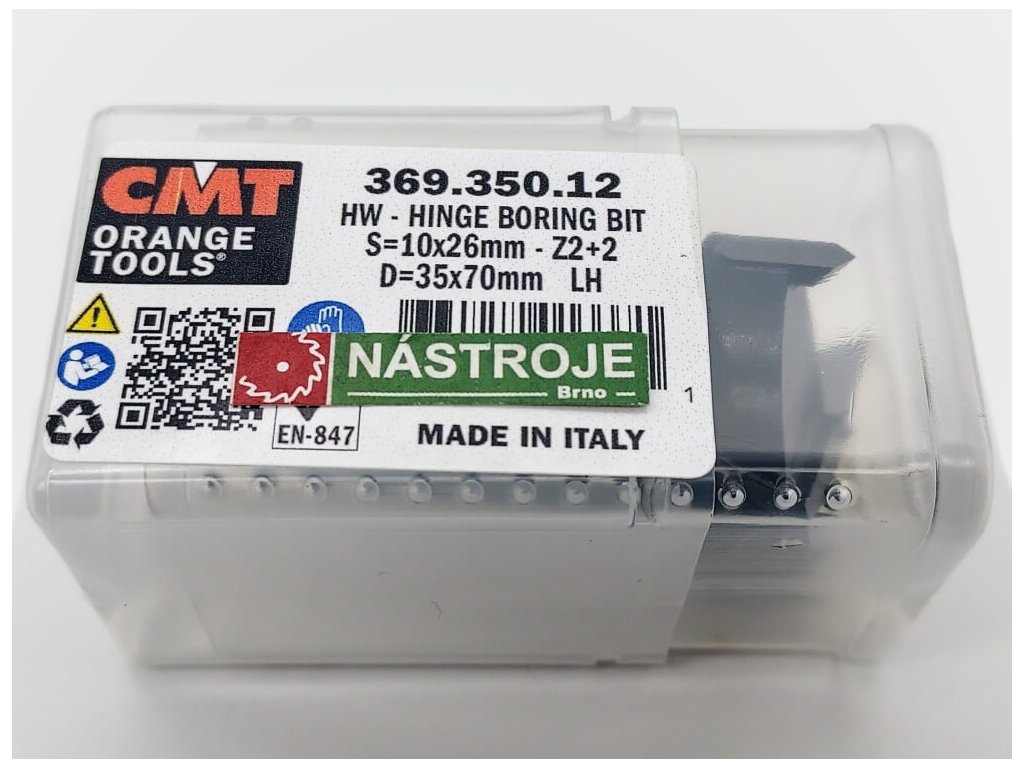 CMT
ORANGE
TOOLS®
369.350.12
HW - HINGE BORING BIT
S=10x26mm - Z2+2
D=35x70mm LH
NÁSTROJE
Brno
1
EN-847
MADE IN ITALY